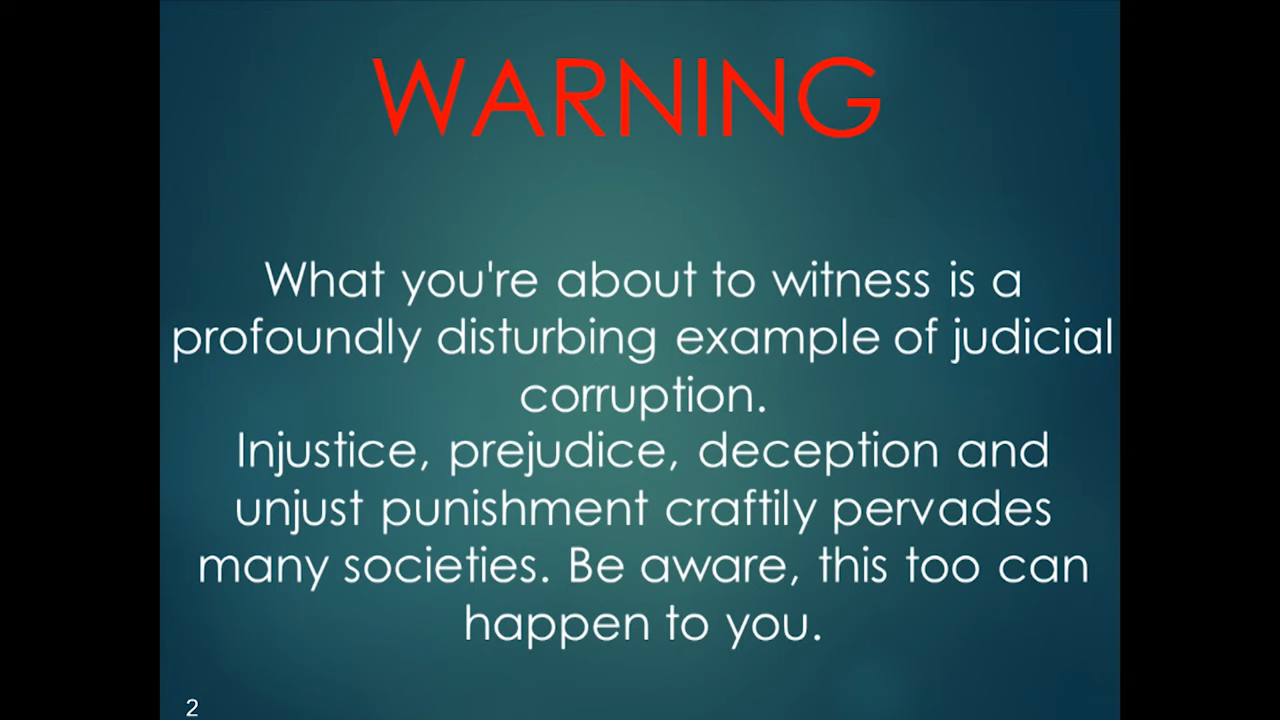 WARNING
What you're about to witness is a
profoundly disturbing example of judicial
corruption.
Injustice, prejudice, deception and
unjust punishment craftily pervades
many societies. Be aware, this too can
happen to you.
2